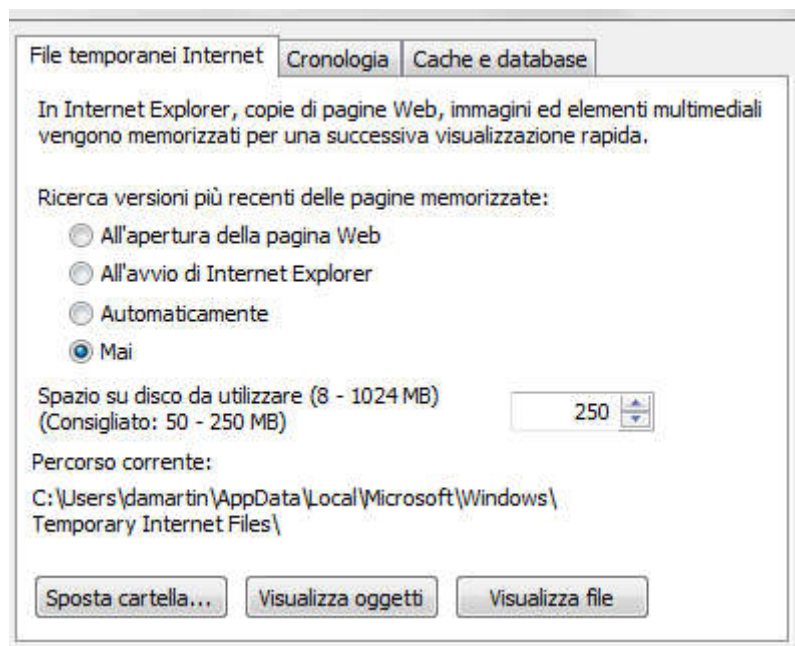 File temporanei Internet Cronologia Cache e database
In Internet Explorer, copie di pagine Web, immagini ed elementi multimediali
vengono memorizzati per una successiva visualizzazione rapida.
Ricerca versioni più recenti delle pagine memorizzate:
All'apertura della pagina Web
All'avvio di Internet Explorer
Automaticamente
Mai
Spazio su disco da utilizzare (8 - 1024 MB)
(Consigliato: 50 - 250 MB)
250
Percorso corrente:
C:\Users\damartin\AppData\Local\Microsoft\Windows\
Temporary Internet Files\
Sposta cartella... Visualizza oggetti Visualizza file